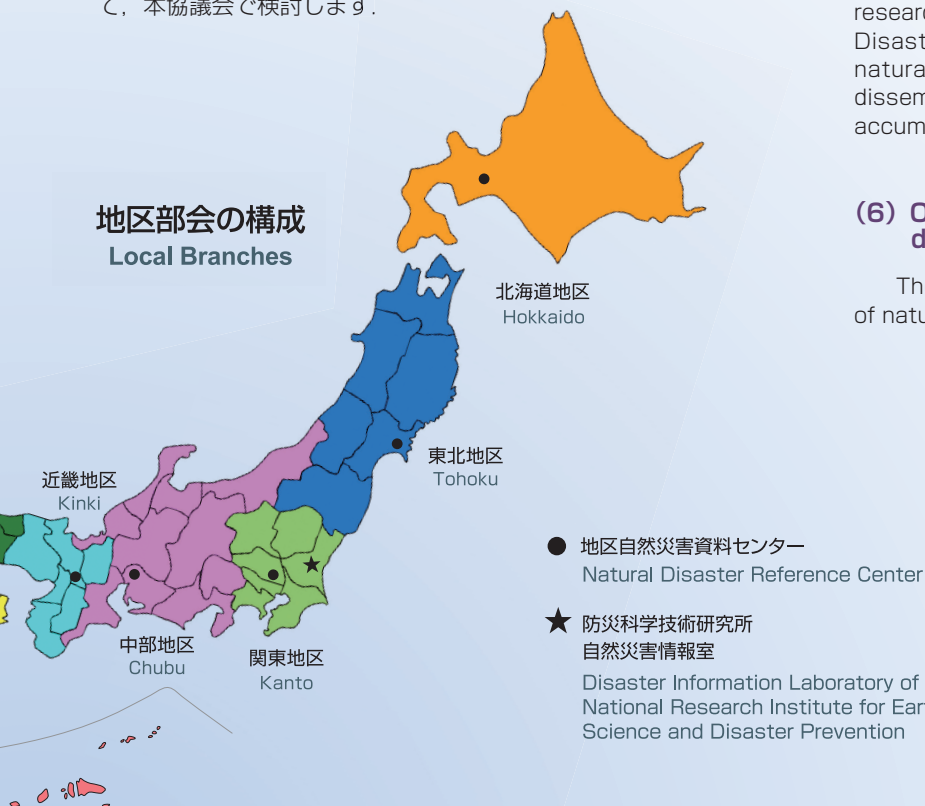 て，本協議会で検討します．
地区部会の構成
Local Branches
北海道地区
Hokkaido
東北地区
Tohoku
近畿地区
Kinki
中部地区
Chubu
関東地区
Kanto
● 地区自然災害資料センター
Natural Disaster Reference Center
★ 防災科学技術研究所
自然災害情報室
Disaster Information Laboratory of
National Research Institute for Ear
Science and Disaster Prevention
researc
Disast
natura
dissem
accum
(6) O
d
Th
of natu